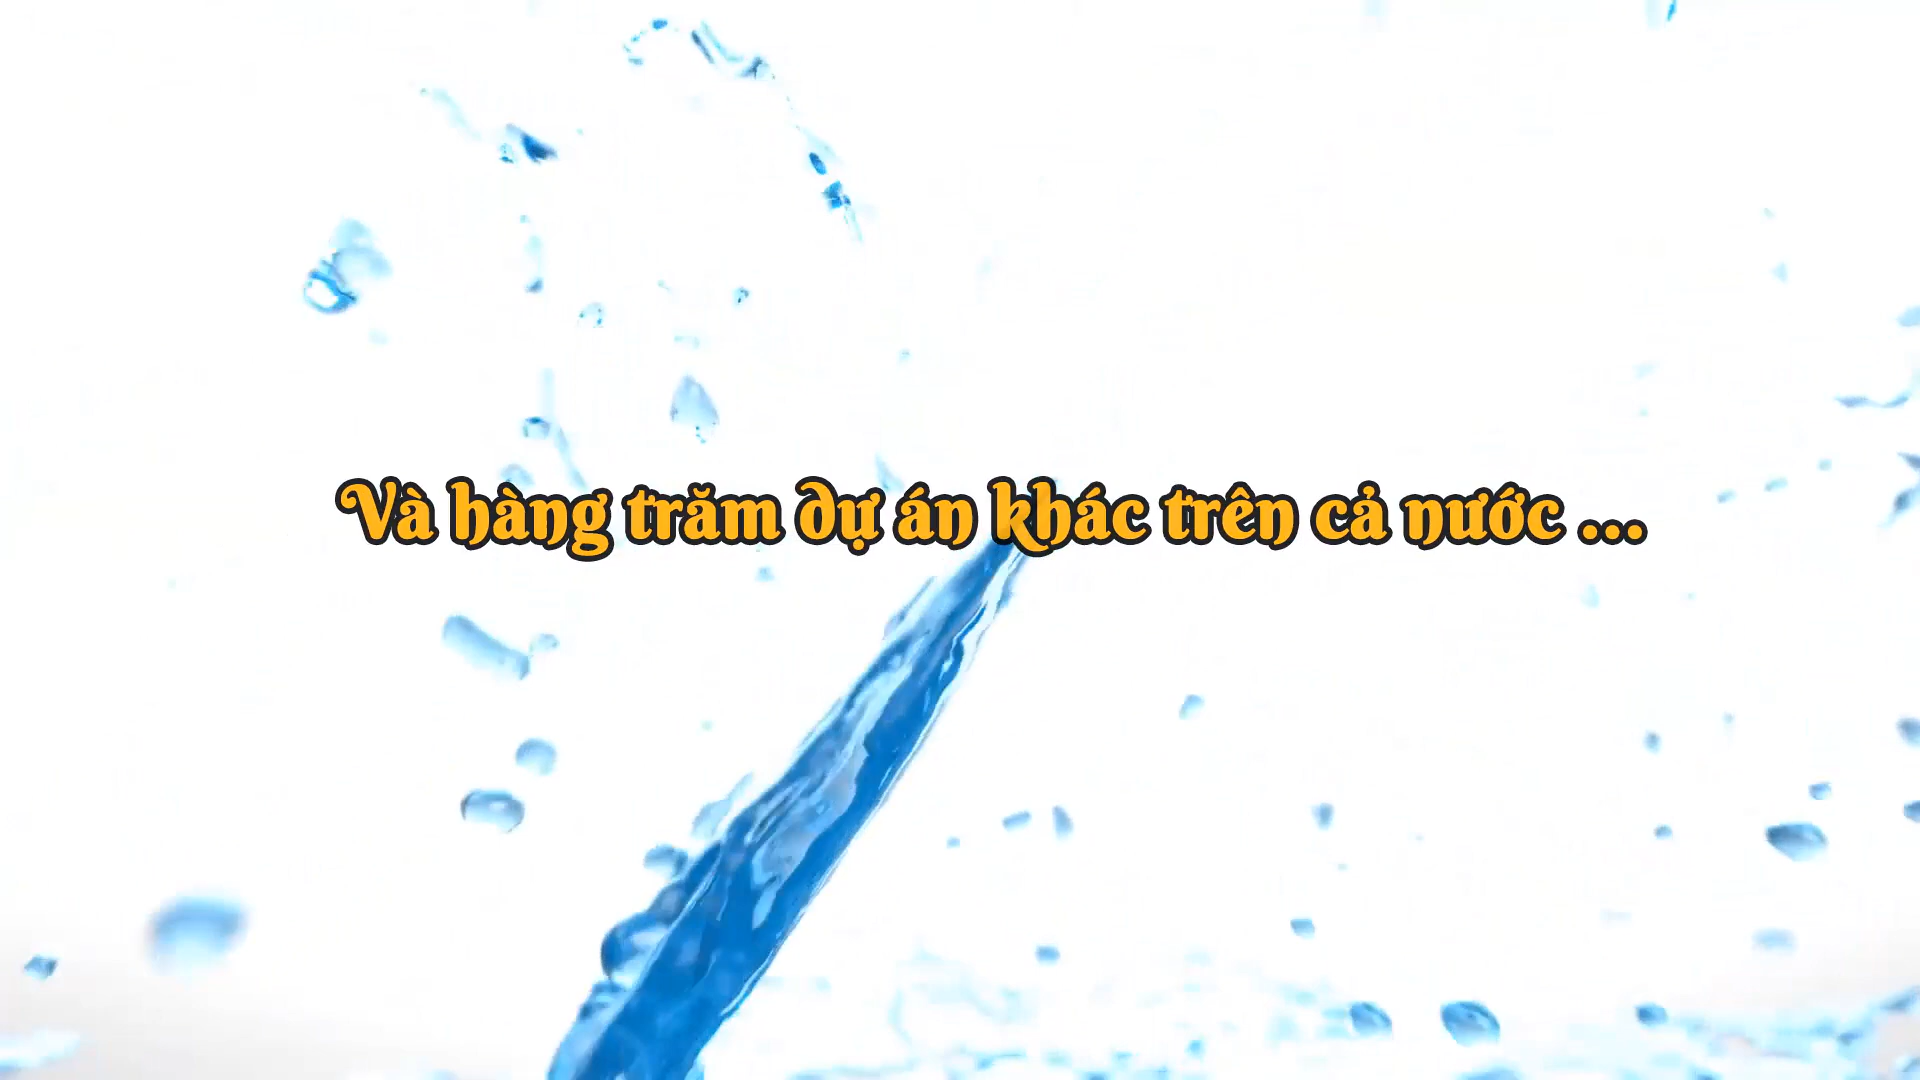 Và hàng trăm dự án khác trên cả nước ...